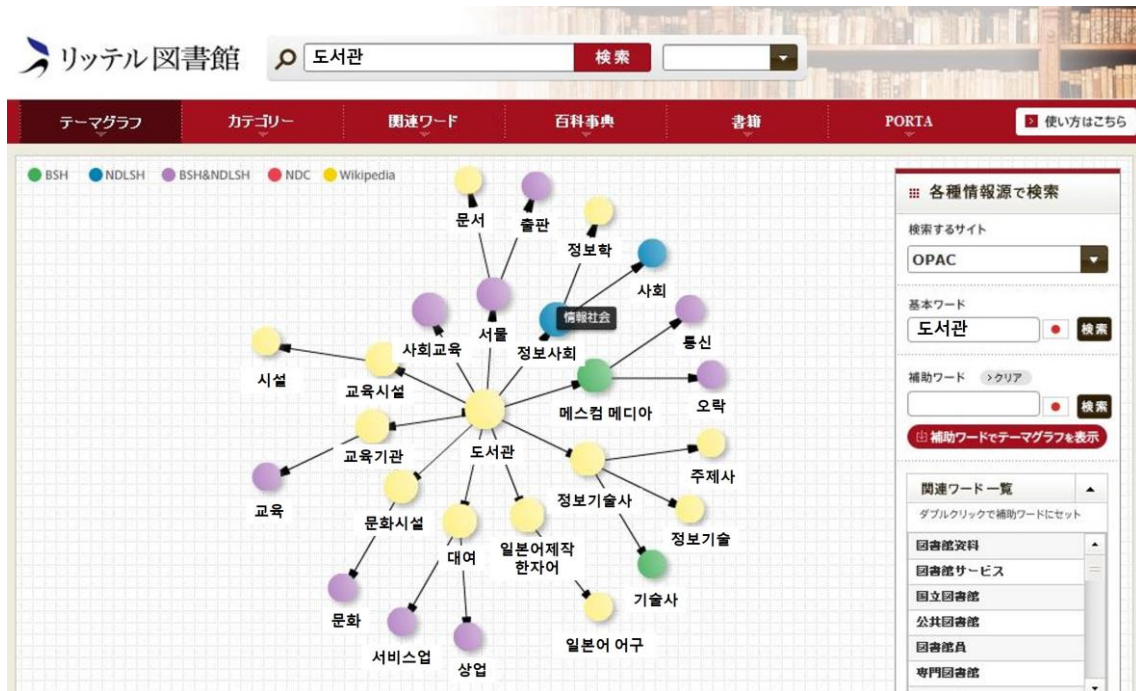 リッテル図書館
도서관
検索
テーマグラフ
カテゴリー
関連ワード
百科事典
書籍
PORTA
使い方はこちら
BSH
NDLSH
BSH&NDLSH
NDC
Wikipedia
문서
출판
정보학
사회
서물
情報社会
정보사회
통신
사회교육
시설
교육시설
메스컴 메디아
오락
도서관
교육기관
주제사
정보기술사
교육
문화시설
대여
일본어제작
한자어
정보기술
기술사
문화
서비스업
상업
일본어 어구
各種情報源で検索
検索するサイト
OPAC
基本ワード
도서관
検索
補助ワード
>クリア
検索
補助ワードでテーマグラフを表示
関連ワード一覧
ダブルクリックで補助ワードにセット
図書館資料
図書館サービス
国立図書館
公共図書館
図書館員
専門図書館